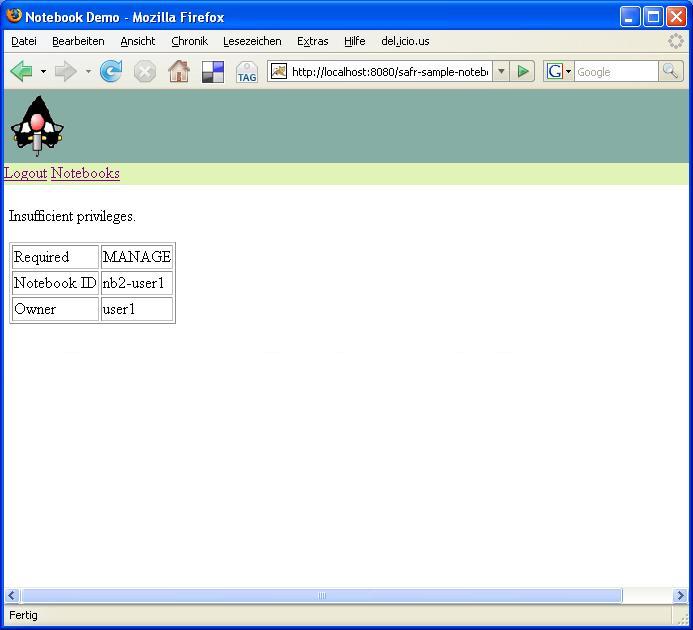 Notebook Demo - Mozilla Firefox
Datei Bearbeiten Ansicht Chronik Lesezeichen Extras Hilfe del.icio.us
TAG http://localhost:8080/safr-sample-noteb G Google
Logout Notebooks
Insufficient privileges.
Required MANAGE
Notebook ID nb2-user1
Owner user1
Fertig